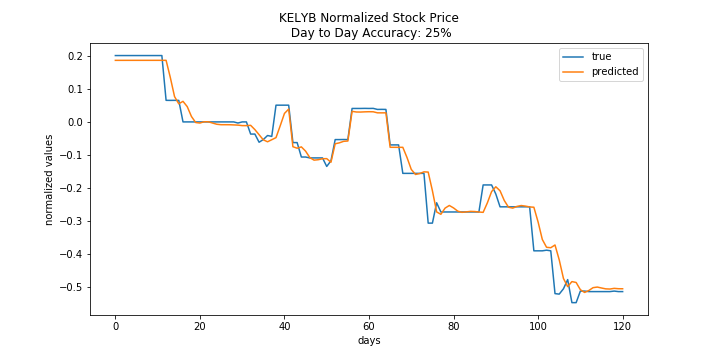 KELYB Normalized Stock Price
Day to Day Accuracy: 25%
true
predicted
normalized values
0.2
0.1
0.0
−0.1
−0.2
−0.3
−0.4
−0.5
0 20 40 60 80 100 120
days